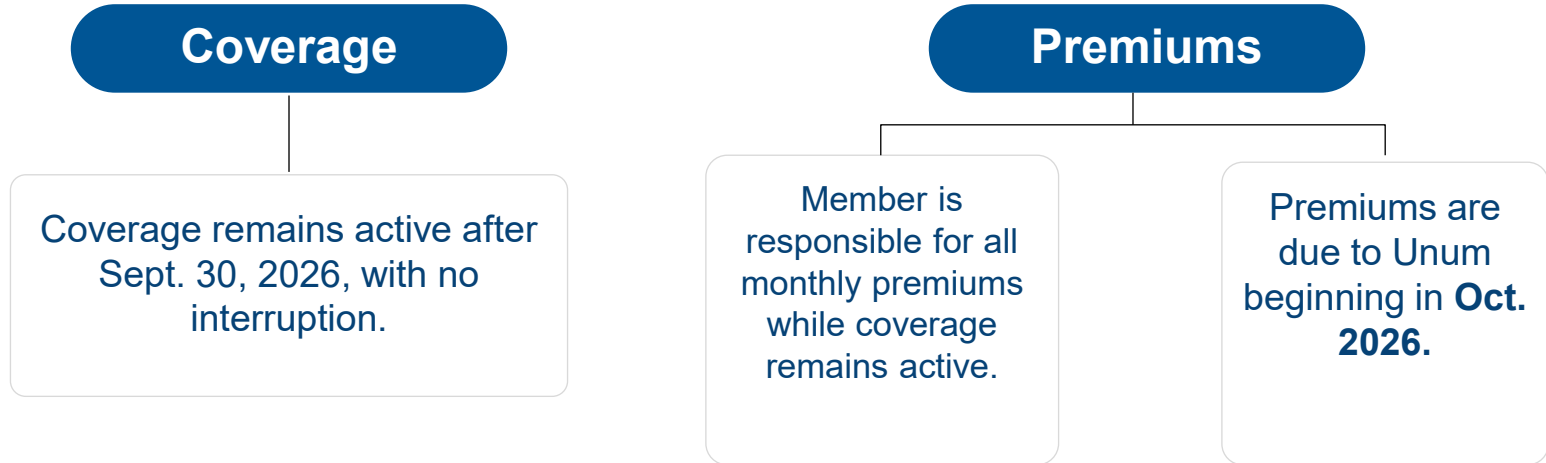 Coverage
Coverage remains active after
Sept. 30, 2026, with no
interruption.
Premiums
Member is
responsible for all
monthly premiums
while coverage
remains active.
Premiums are
due to Unum
beginning in Oct.
2026.